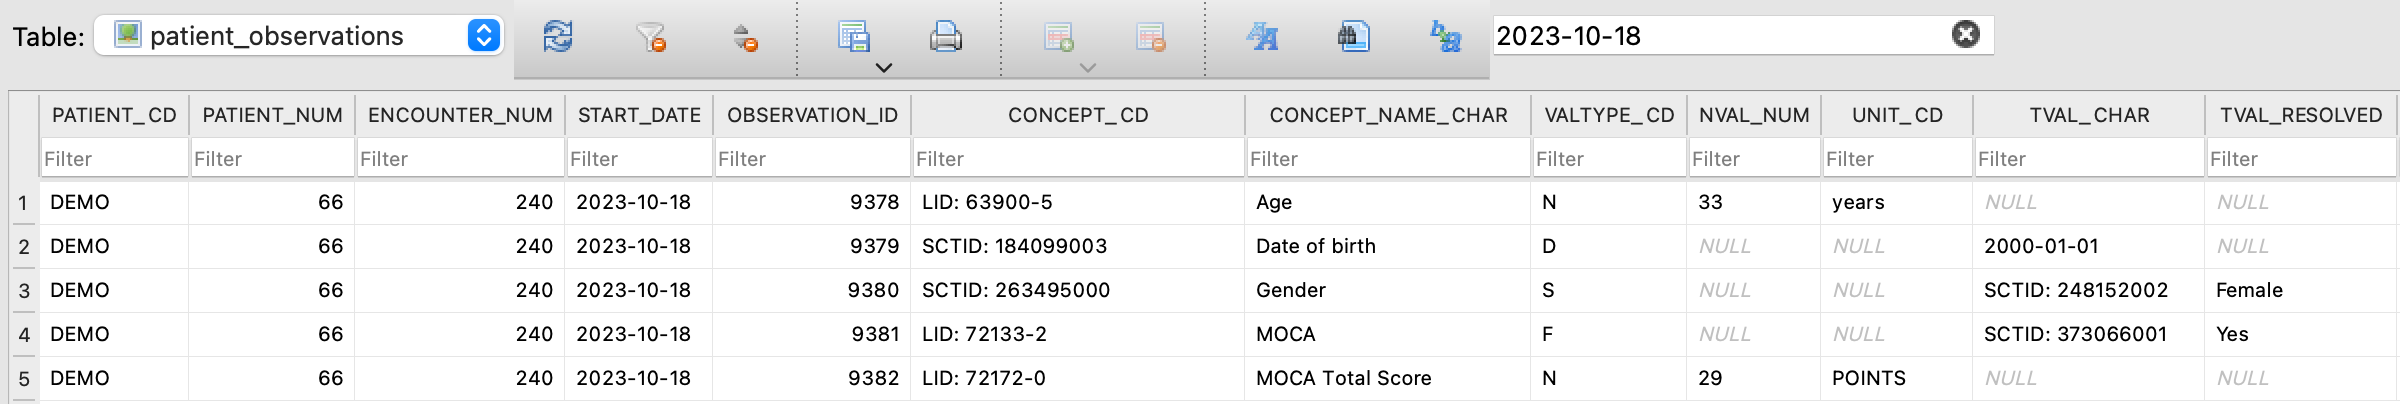 Table: patient_observations 2023-10-18
PATIENT_CD PATIENT_NUM ENCOUNTER_NUM START_DATE OBSERVATION_ID CONCEPT_CD CONCEPT_NAME_CHAR VALTYPE_CD NVAL_NUM UNIT_CD TVAL_CHAR TVAL_RESOLVED
Filter Filter Filter Filter Filter Filter Filter Filter Filter Filter Filter Filter
1 DEMO 66 240 2023-10-18 9378 LID: 63900-5 Age N 33 years NULL NULL
2 DEMO 66 240 2023-10-18 9379 SCTID: 184099003 Date of birth D NULL NULL 2000-01-01 NULL
3 DEMO 66 240 2023-10-18 9380 SCTID: 263495000 Gender S NULL NULL SCTID: 248152002 Female
4 DEMO 66 240 2023-10-18 9381 LID: 72133-2 MOCA F NULL NULL SCTID: 373066001 Yes
5 DEMO 66 240 2023-10-18 9382 LID: 72172-0 MOCA Total Score N 29 POINTS NULL NULL